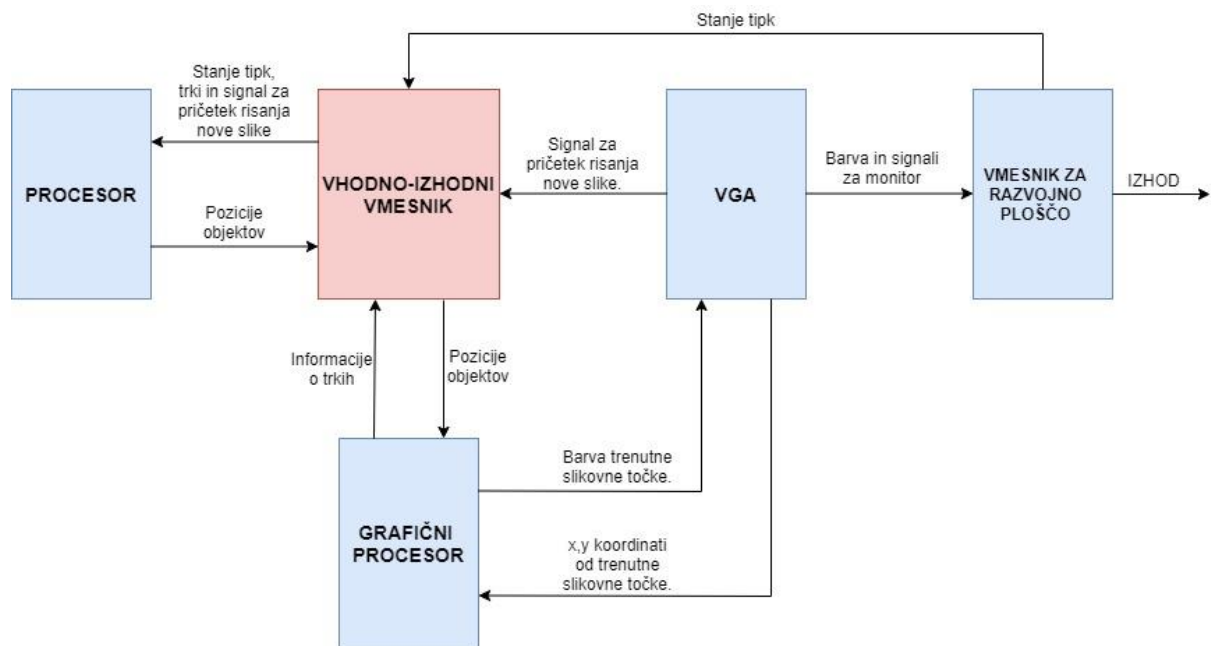 Stanje tipk
Stanje tipk,
trki in signal za
pričetek risanja
nove slike
Signal za
pričetek risanja
nove slike.
Barva in signali
za monitor
PROCESOR
VHODNO-IZHODNI
VMESNIK
VGA
VMESNIK ZA
RAZVOJNO
PLOŠČO
IZHOD
Pozicije
objektov
Informacije
o trkih
Pozicije
objektov
Barva trenutne
slikovne točke.
GRAFIČNI
PROCESOR
x,y koordinati
od trenutne
slikovne točke.